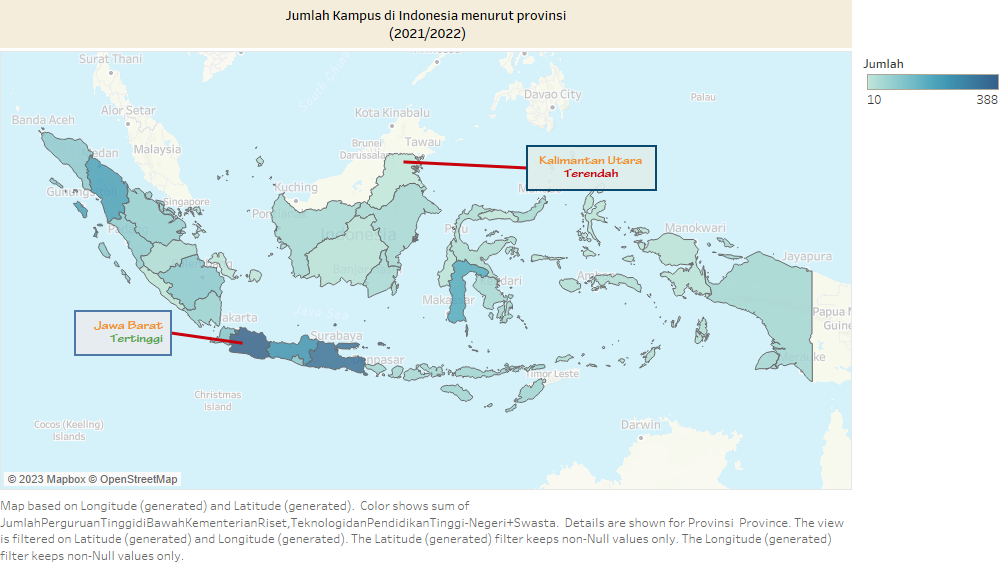 Jumlah Kampus di Indonesia menurut provinsi
(2021/2022)
Jumlah
10 388
Surat Thani
South China
Davao City
Palau
Alor Setar
Kota Kinabalu
Banda Aceh
Brunei
Darussalam
Tawau
Malaysia
Kalimantan Utara
Terendah
Kuching
Singapore
Indonesia
Palu
Manokwari
Jayapura
Kendari
Makassar
Java Sea
Jakarta
Surabaya
Denpasar
Papua New
Guinea
Merauke
Jawa Barat
Tertinggi
Timor Leste
Christmas
Island
Cocos (Keeling)
Islands
Darwin
© 2023 Mapbox © OpenStreetMap
Map based on Longitude (generated) and Latitude (generated).  Color shows sum of
JumlahPerguruanTinggidiBawahKementerianRiset,TeknologidanPendidikanTinggi-Negeri+Swasta.  Details are shown for Provinsi  Province. The view
is filtered on Latitude (generated) and Longitude (generated). The Latitude (generated) filter keeps non-Null values only. The Longitude (generated)
filter keeps non-Null values only.